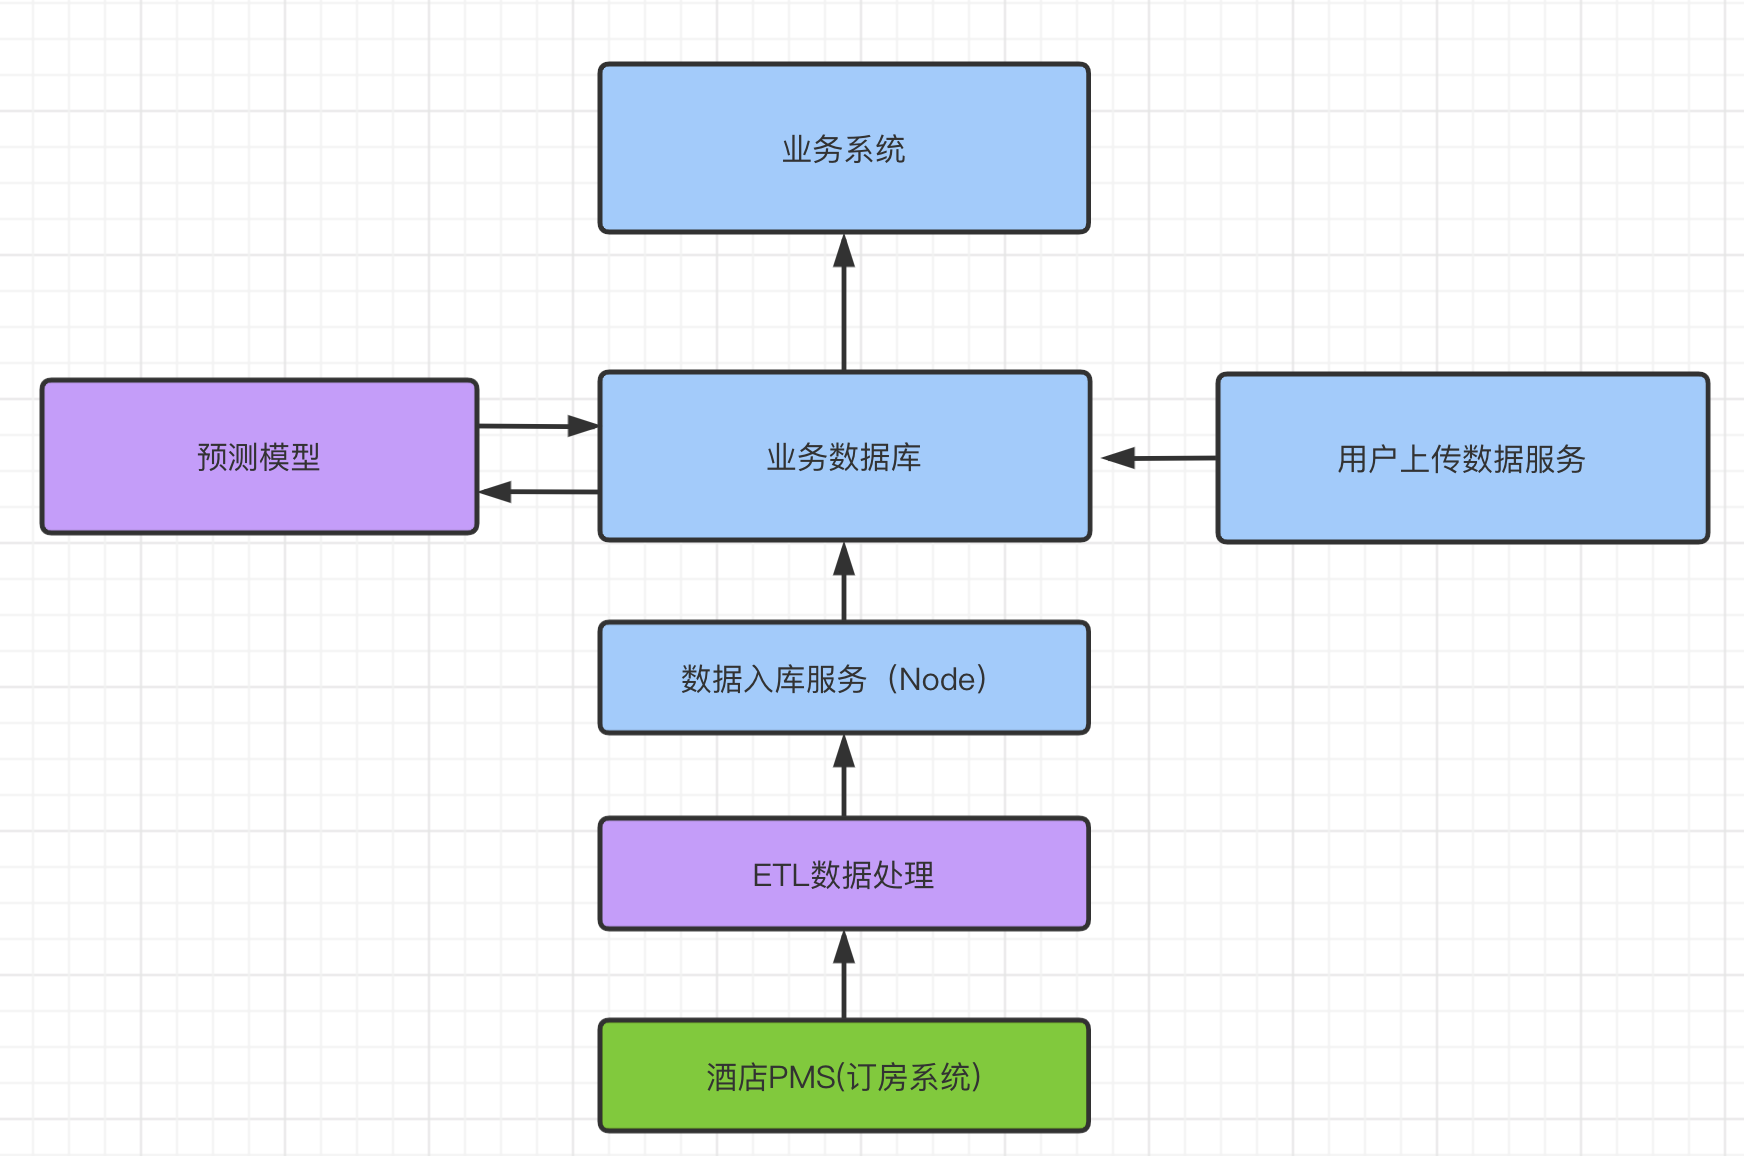 业务系统
预测模型
业务数据库
用户上传数据服务
数据入库服务（Node）
ETL数据处理
酒店PMS(订房系统)